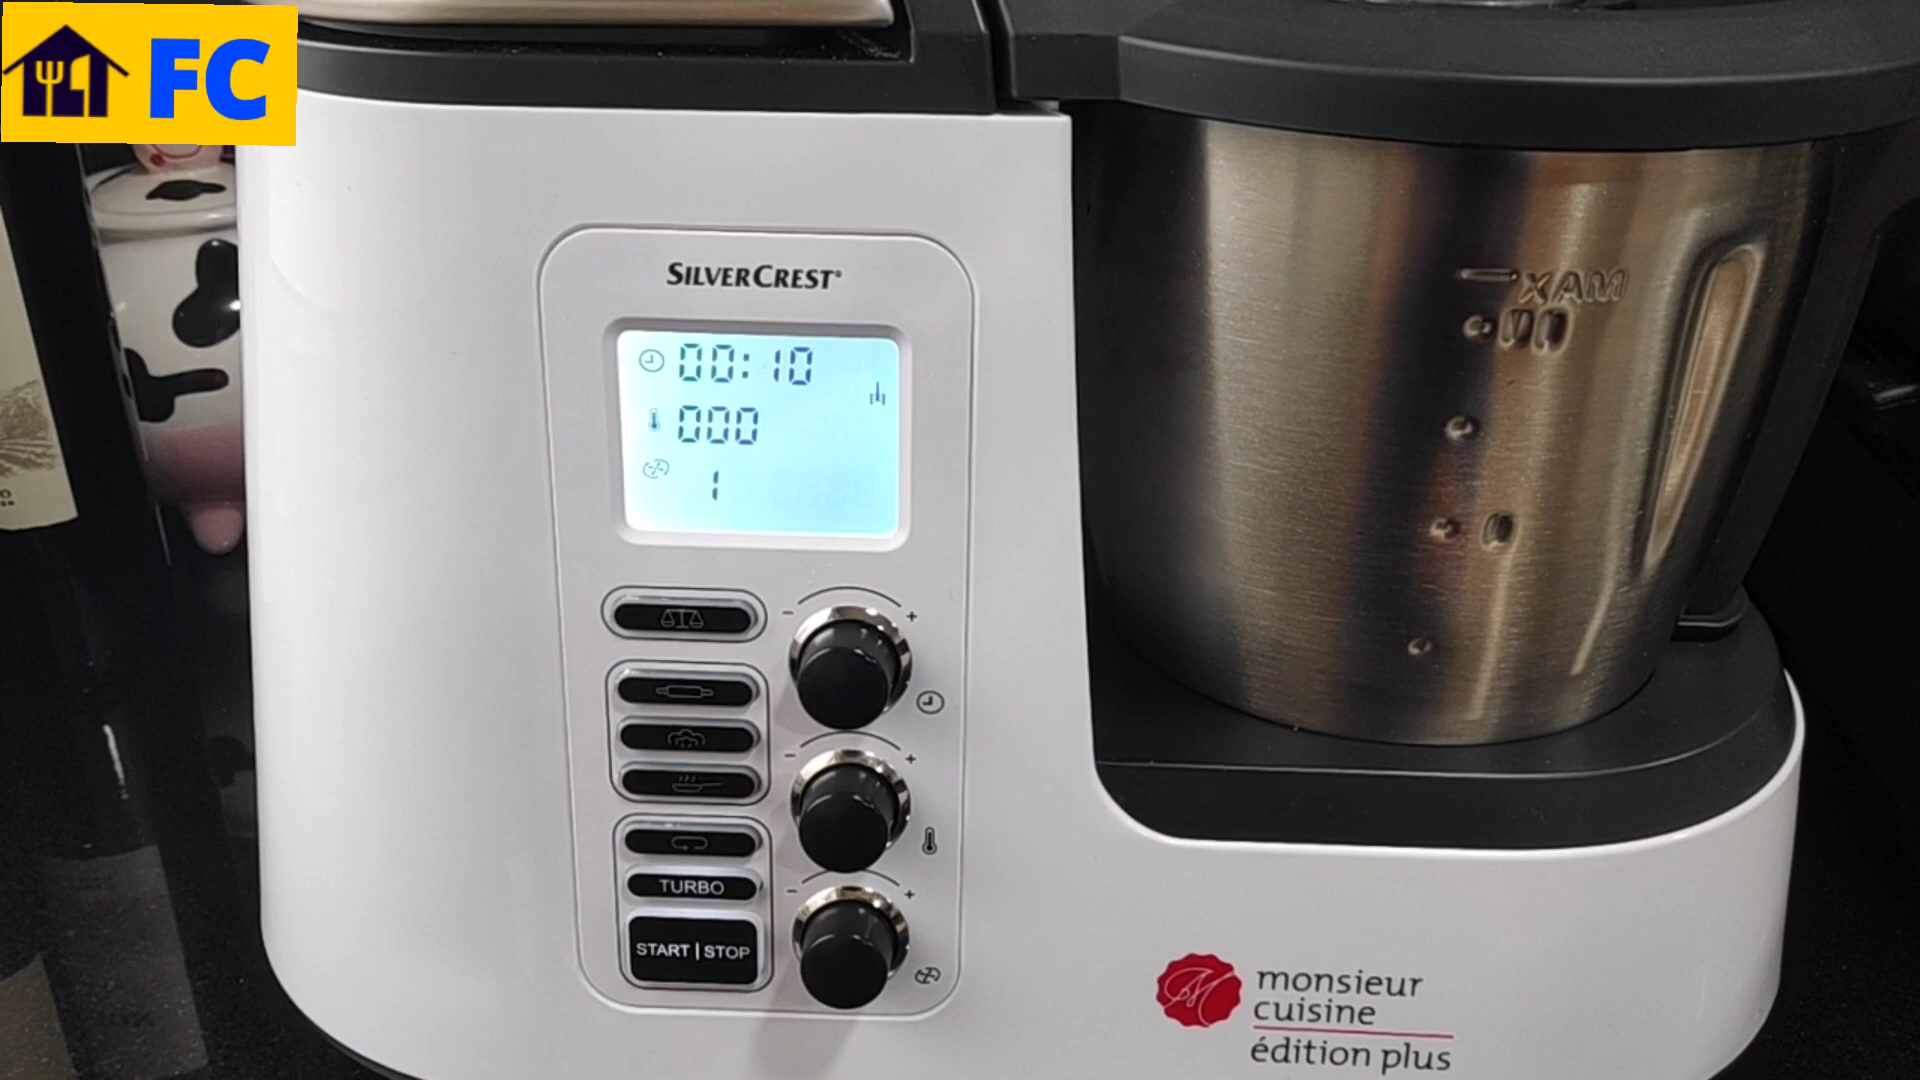 FC
SILVERCREST®
00:10
000
1
MAX
- +
- +
TURBO
- +
START | STOP
monsieur
cuisine
édition plus